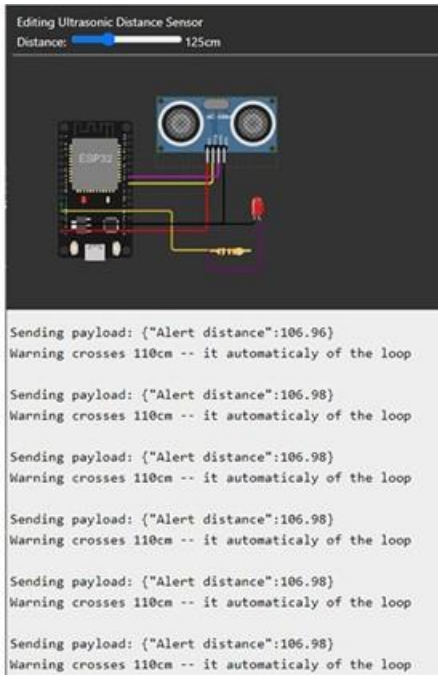 Editing Ultrasonic Distance Sensor
Distance: 125cm
ESP32
Sending payload: {"Alert distance":106.96}
Warning crosses 110cm -- it automaticaly of the loop
Sending payload: {"Alert distance":106.98}
Warning crosses 110cm -- it automaticaly of the loop
Sending payload: {"Alert distance":106.98}
Warning crosses 110cm -- it automaticaly of the loop
Sending payload: {"Alert distance":106.98}
Warning crosses 110cm -- it automaticaly of the loop
Sending payload: {"Alert distance":106.98}
Warning crosses 110cm -- it automaticaly of the loop
Sending payload: {"Alert distance":106.98}
Warning crosses 110cm -- it automaticaly of the loop